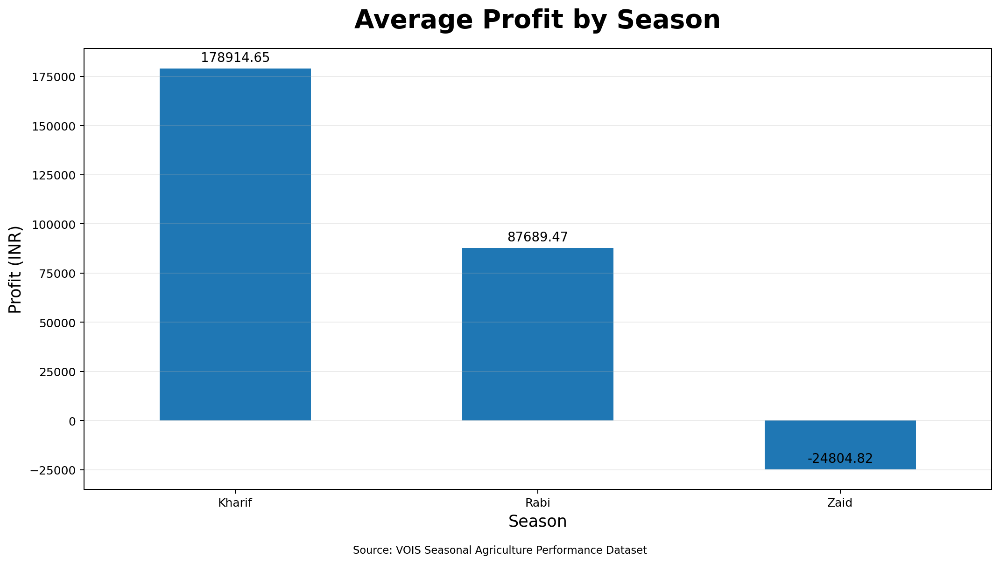 Average Profit by Season
178914.65
87689.47
-24804.82
175000
150000
125000
100000
75000
50000
25000
0
−25000
Profit (INR)
Kharif
Rabi
Zaid
Season
Source: VOIS Seasonal Agriculture Performance Dataset